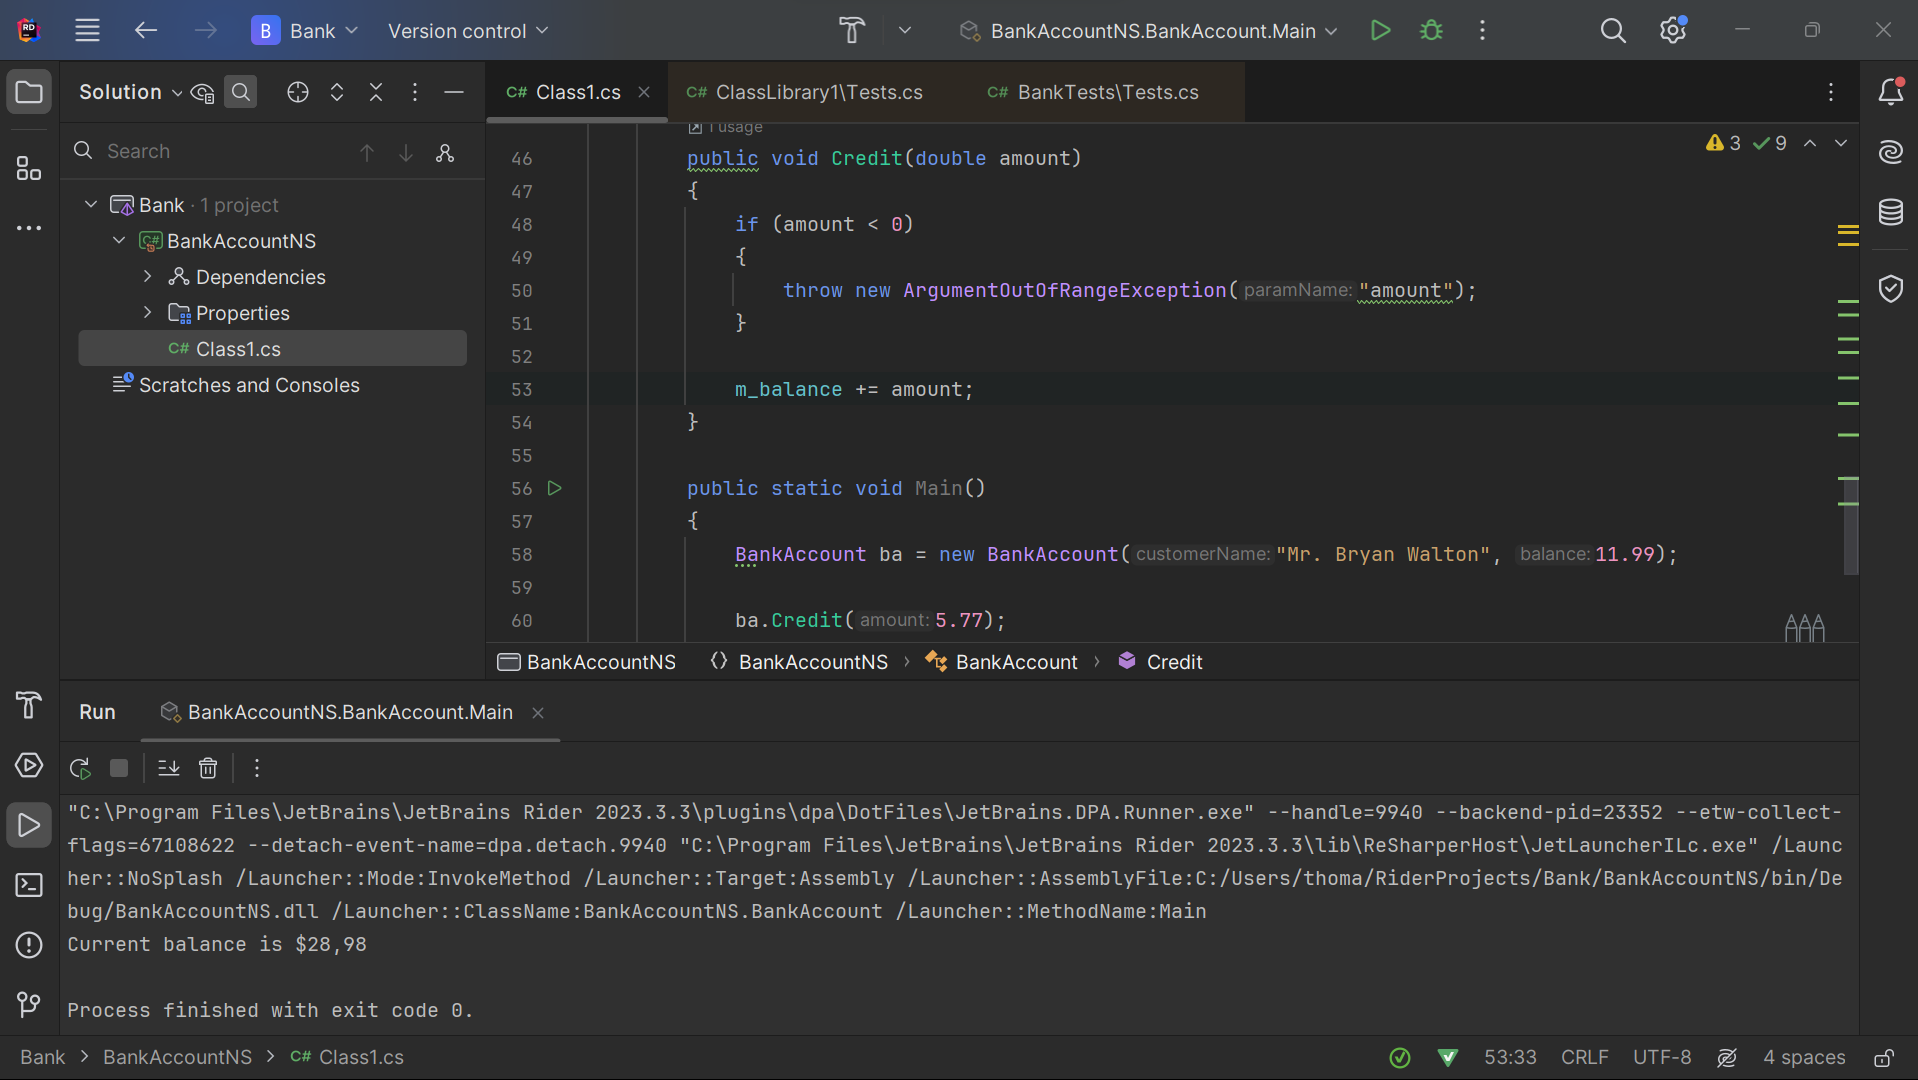 RD
B Bank
Version control
BankAccountNS.BankAccount.Main
Solution
C# Class1.cs
C# ClassLibrary1\Tests.cs
C# BankTests\Tests.cs
Search
Bank · 1 project
C# BankAccountNS
Dependencies
Properties
C# Class1.cs
Scratches and Consoles
1 usage
3 9
46 public void Credit(double amount)
47 {
48 if (amount < 0)
49 {
50 throw new ArgumentOutOfRangeException(paramName: "amount");
51 }
52
53 m_balance += amount;
54 }
55
56 public static void Main()
57 {
58 BankAccount ba = new BankAccount(customerName: "Mr. Bryan Walton", balance: 11.99);
59
60 ba.Credit(amount: 5.77);
BankAccountNS {} BankAccountNS › BankAccount › Credit
Run
BankAccountNS.BankAccount.Main
"C:\Program Files\JetBrains\JetBrains Rider 2023.3.3\plugins\dpa\DotFiles\JetBrains.DPA.Runner.exe" --handle=9940 --backend-pid=23352 --etw-collect-
flags=67108622 --detach-event-name=dpa.detach.9940 "C:\Program Files\JetBrains\JetBrains Rider 2023.3.3\lib\ReSharperHost\JetLauncherILc.exe" /Launc
her::NoSplash /Launcher::Mode:InvokeMethod /Launcher::Target:Assembly /Launcher::AssemblyFile:C:/Users/thoma/RiderProjects/Bank/BankAccountNS/bin/De
bug/BankAccountNS.dll /Launcher::ClassName:BankAccountNS.BankAccount /Launcher::MethodName:Main
Current balance is $28,98
Process finished with exit code 0.
Bank > BankAccountNS > C# Class1.cs
53:33 CRLF UTF-8 4 spaces